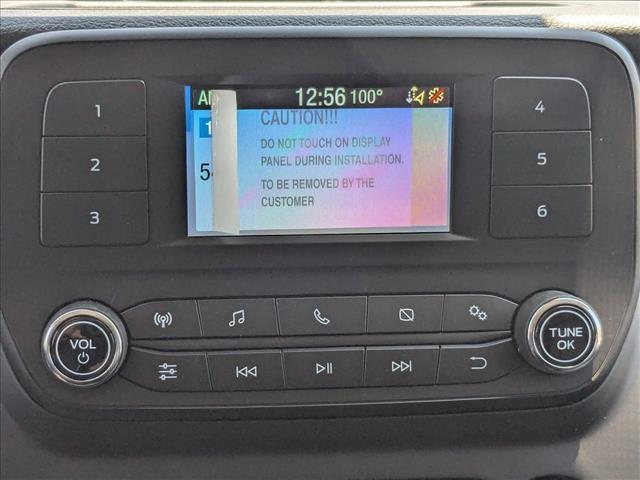 12:56 100°
CAUTION!!!
DO NOT TOUCH ON DISPLAY
PANEL DURING INSTALLATION.
TO BE REMOVED BY THE
CUSTOMER
1
2
3
4
5
6
VOL
TUNE
OK